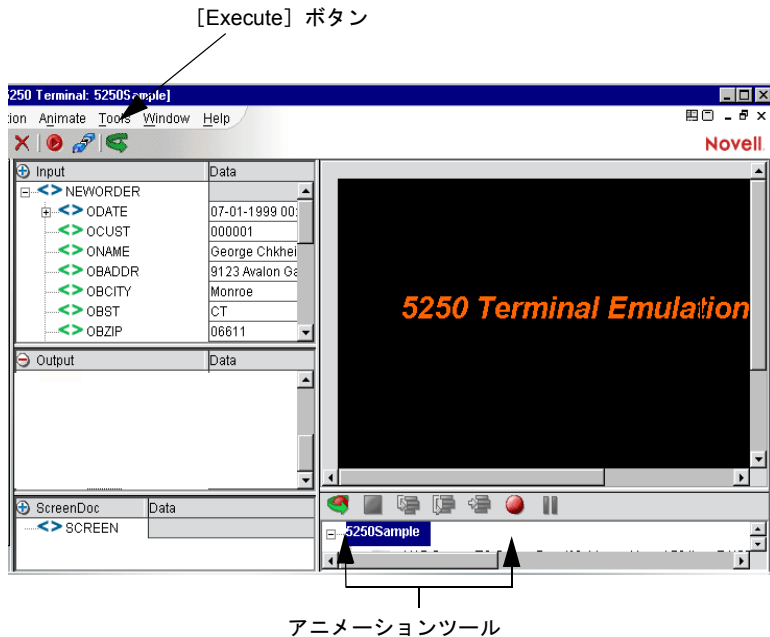 ［Execute］ボタン
5250 Terminal: 5250Sample]
tion Animate Tools Window Help
Novell
Input Data
NEWORDER
ODATE 07-01-1999 00:
OCUST 000001
ONAME George Chkhei
OBADDR 9123 Avalon Ga
OBCITY Monroe
OBST CT
OBZIP 06611
5250 Terminal Emulation
Output Data
ScreenDoc Data
SCREEN
5250Sample
アニメーションツール